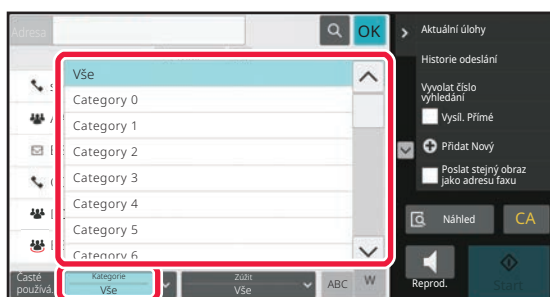 Adresa
OK
Vše
Category 0
Category 1
Category 2
Category 3
Category 4
Category 5
Category 6
Časté
používá.
Kategorie
Vše
Zúžit
Vše
ABC
W
Aktuální úlohy
Historie odeslání
Vyvolat číslo
vyhledání
Vysíl. Přímé
Přidat Nový
Poslat stejný obraz
jako adresu faxu
Náhled
CA
Reprod.
Start